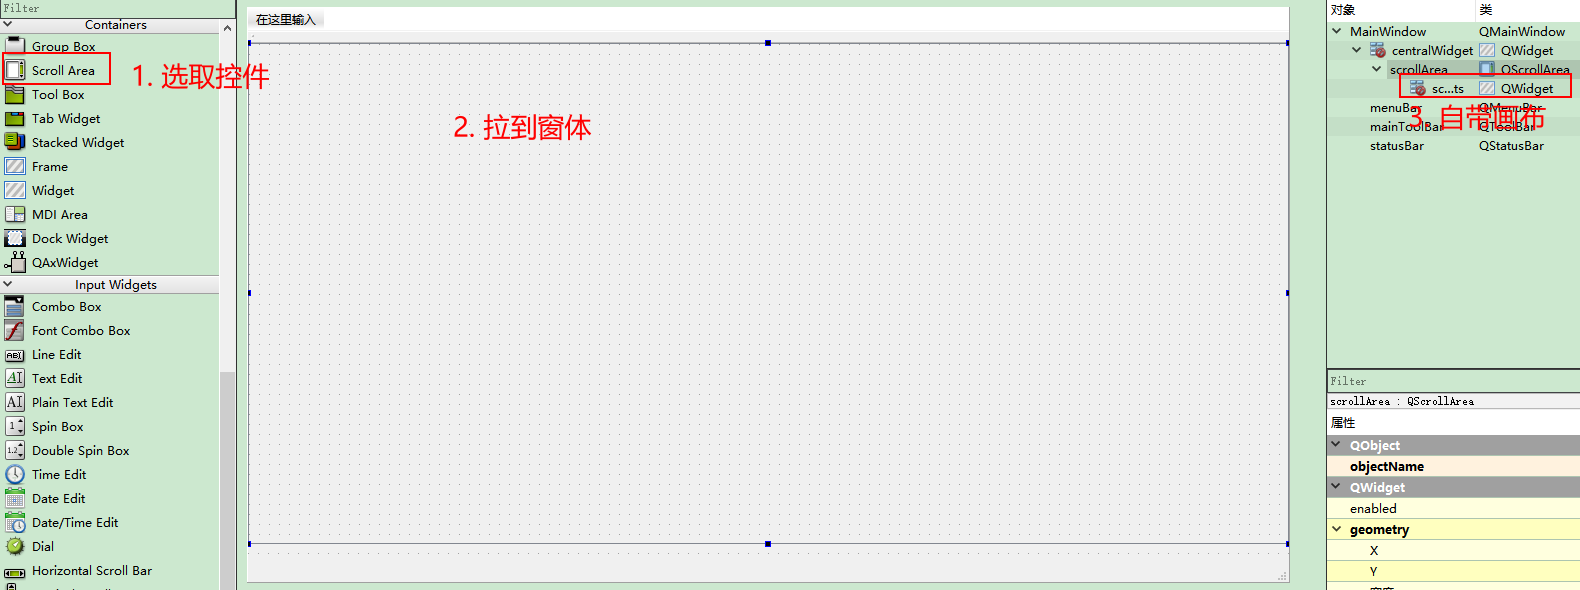 Filter
Containers
Group Box
Scroll Area
Tool Box
Tab Widget
Stacked Widget
Frame
Widget
MDI Area
Dock Widget
QAxWidget
Input Widgets
Combo Box
Font Combo Box
Line Edit
Text Edit
Plain Text Edit
Spin Box
Double Spin Box
Time Edit
Date Edit
Date/Time Edit
Dial
Horizontal Scroll Bar
1. 选取控件
在这里输入
2. 拉到窗体
对象 类
MainWindow QMainWindow
centralWidget QWidget
scrollArea QScrollArea
sc...ts QWidget
menuBar QMenuBar
mainToolBar QToolBar
statusBar QStatusBar
3. 自带画布
Filter
scrollArea : QScrollArea
属性
QObject
objectName
QWidget
enabled
geometry
X
Y